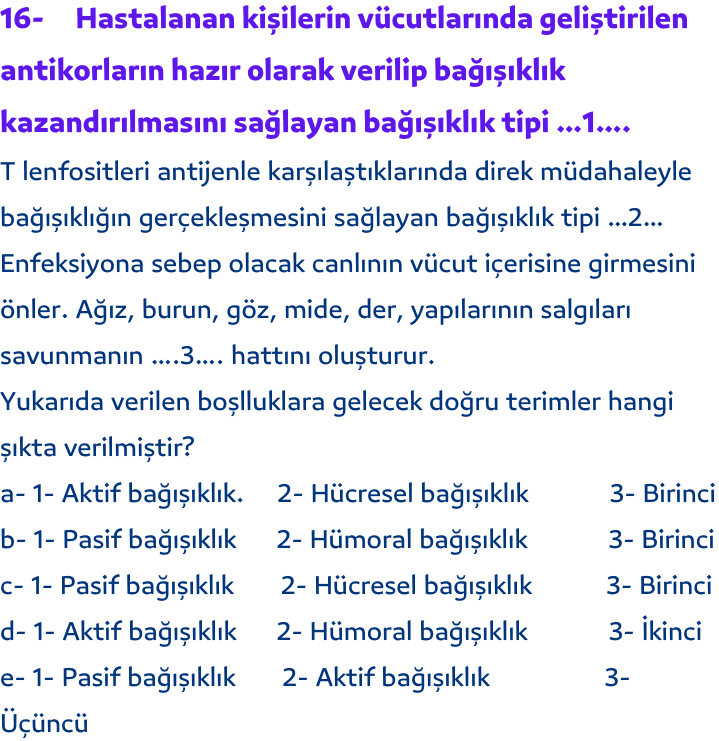 16- Hastalanan kişilerin vücutlarında geliştirilen
antikorların hazır olarak verilip bağışıklık
kazandırılmasını sağlayan bağışıklık tipi ...1....
T lenfositleri antijenle karşılaştıklarında direk müdahaleyle
bağışıklığın gerçekleşmesini sağlayan bağışıklık tipi ...2...
Enfeksiyona sebep olacak canlının vücut içerisine girmesini
önler. Ağız, burun, göz, mide, der, yapılarının salgıları
savunmanın ....3.... hattını oluşturur.
Yukarıda verilen boşlluklara gelecek doğru terimler hangi
şıkta verilmiştir?
a- 1- Aktif bağışıklık. 2- Hücresel bağışıklık 3- Birinci
b- 1- Pasif bağışıklık 2- Hümoral bağışıklık 3- Birinci
c- 1- Pasif bağışıklık 2- Hücresel bağışıklık 3- Birinci
d- 1- Aktif bağışıklık 2- Hümoral bağışıklık 3- İkinci
e- 1- Pasif bağışıklık 2- Aktif bağışıklık 3-
Üçüncü